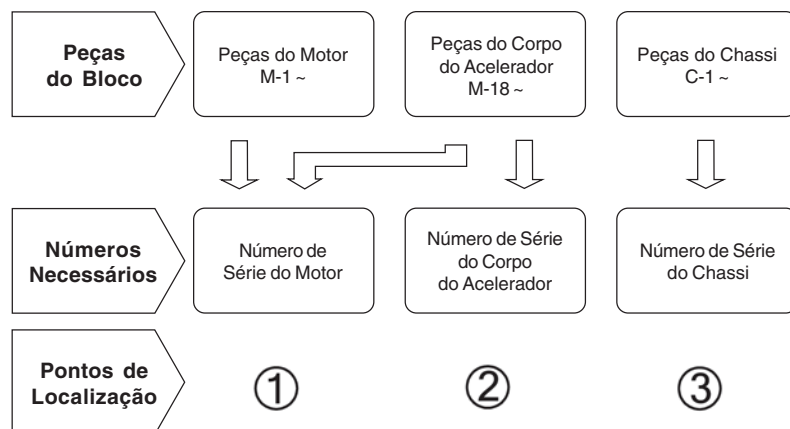 Peças
do Bloco
Peças do Motor
M-1 ~
Peças do Corpo
do Acelerador
M-18 ~
Peças do Chassi
C-1 ~
Números
Necessários
Número de
Série do Motor
Número de Série
do Corpo
do Acelerador
Número de Série
do Chassi
Pontos de
Localização
①
②
③